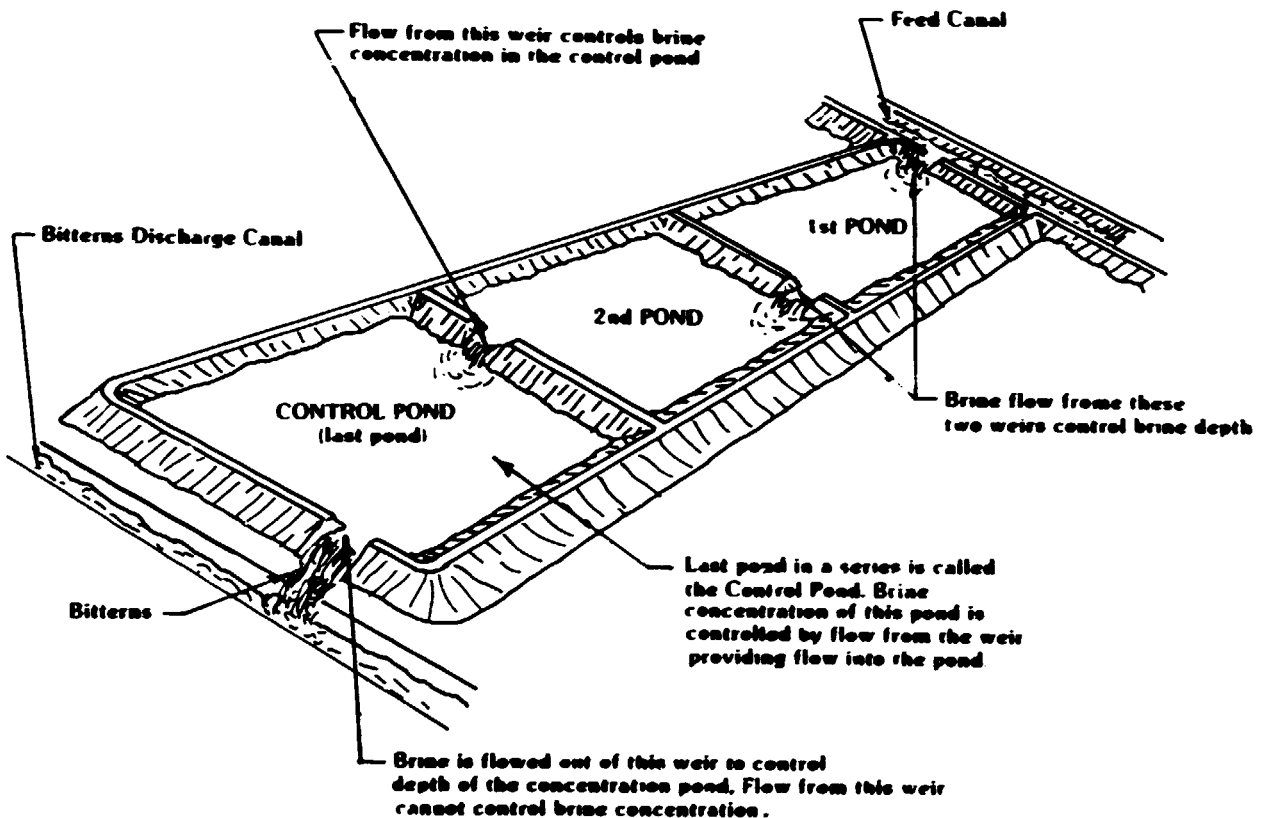 Flow from this weir controls brine
concentration in the control pond
Feed Canal
Bitterns Discharge Canal
1st POND
2nd POND
CONTROL POND
(last pond)
Brine flow frome these
two weirs control brine depth
Last pond in a series is called
the Control Pond. Brine
concentration of this pond is
controlled by flow from the weir
providing flow into the pond
Bitterns
Brine is flowed out of this weir to control
depth of the concentration pond. Flow from this weir
cannot control brine concentration.